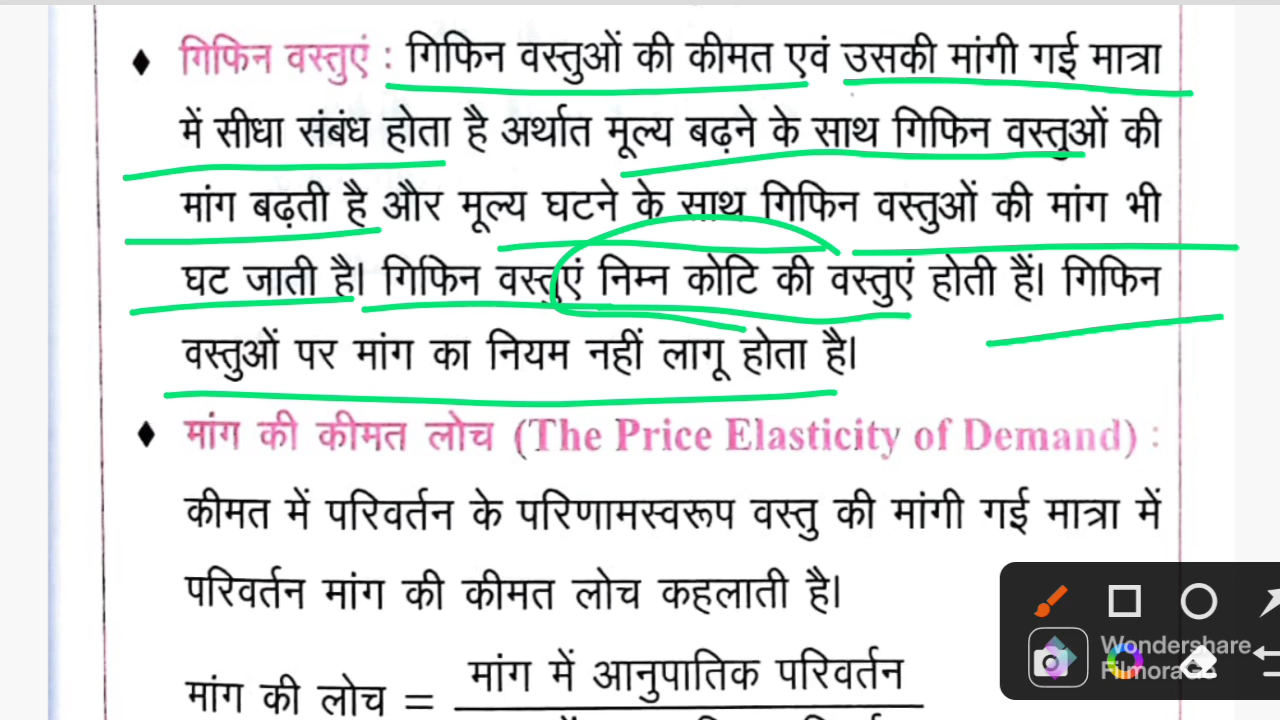 ♦ गिफिन वस्तुएं : गिफिन वस्तुओं की कीमत एवं उसकी मांगी गई मात्रा
में सीधा संबंध होता है अर्थात मूल्य बढ़ने के साथ गिफिन वस्तुओं की
मांग बढ़ती है और मूल्य घटने के साथ गिफिन वस्तुओं की मांग भी
घट जाती है। गिफिन वस्तुएं निम्न कोटि की वस्तुएं होती हैं। गिफिन
वस्तुओं पर मांग का नियम नहीं लागू होता है।
♦ मांग की कीमत लोच (The Price Elasticity of Demand) :
कीमत में परिवर्तन के परिणामस्वरूप वस्तु की मांगी गई मात्रा में
परिवर्तन मांग की कीमत लोच कहलाती है।
मांग की लोच = मांग में आनुपातिक परिवर्तन
Wondershare
Filmora